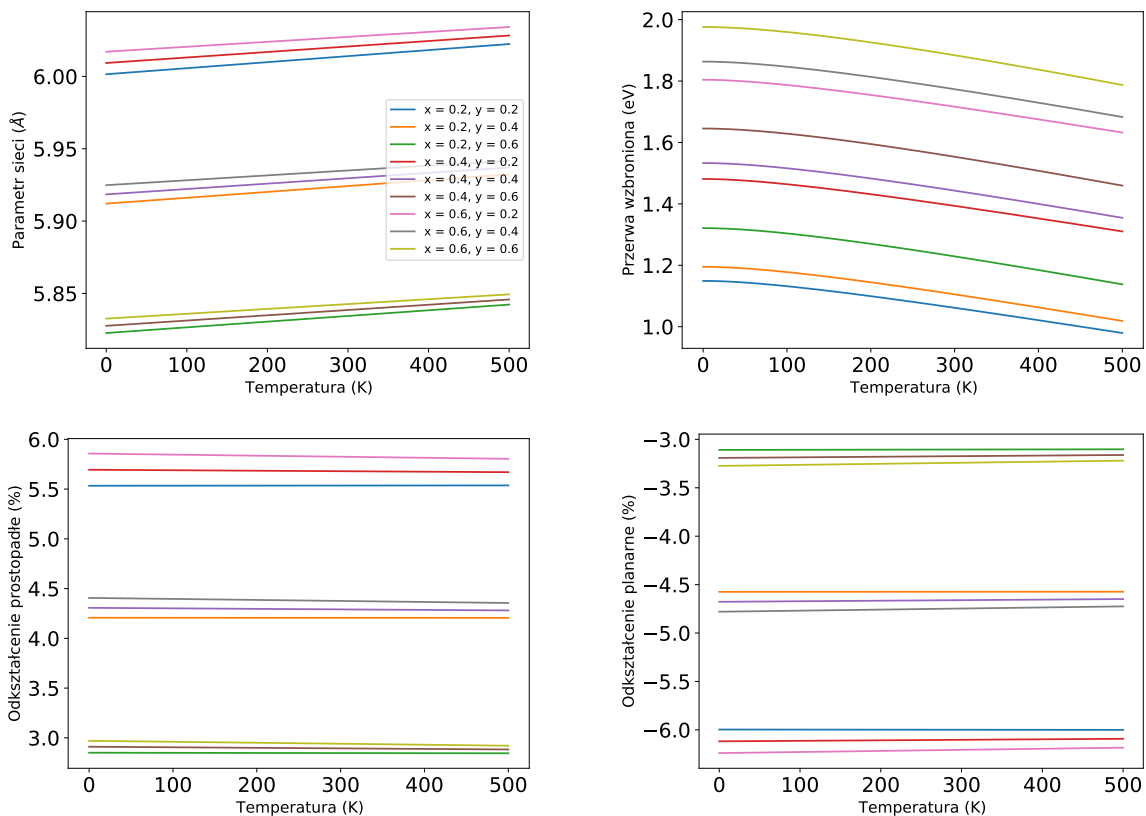 Parametr sieci (Å)
6.00
5.95
5.90
5.85
x = 0.2, y = 0.2
x = 0.2, y = 0.4
x = 0.2, y = 0.6
x = 0.4, y = 0.2
x = 0.4, y = 0.4
x = 0.4, y = 0.6
x = 0.6, y = 0.2
x = 0.6, y = 0.4
x = 0.6, y = 0.6
0 100 200 300 400 500
Temperatura (K)
Przerwa wzbroniona (eV)
2.0
1.8
1.6
1.4
1.2
1.0
0 100 200 300 400 500
Temperatura (K)
Odkształcenie prostopadłe (%)
6.0
5.5
5.0
4.5
4.0
3.5
3.0
0 100 200 300 400 500
Temperatura (K)
Odkształcenie planarne (%)
−3.0
−3.5
−4.0
−4.5
−5.0
−5.5
−6.0
0 100 200 300 400 500
Temperatura (K)